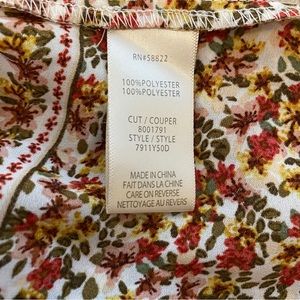 RN#58822
100%POLYESTER
100%POLYESTER
CUT / COUPER
8001791
STYLE / STYLE
7911Y50D
MADE IN CHINA
FAIT DANS LA CHINE
CARE ON REVERSE
NETTOYAGE AU REVERS